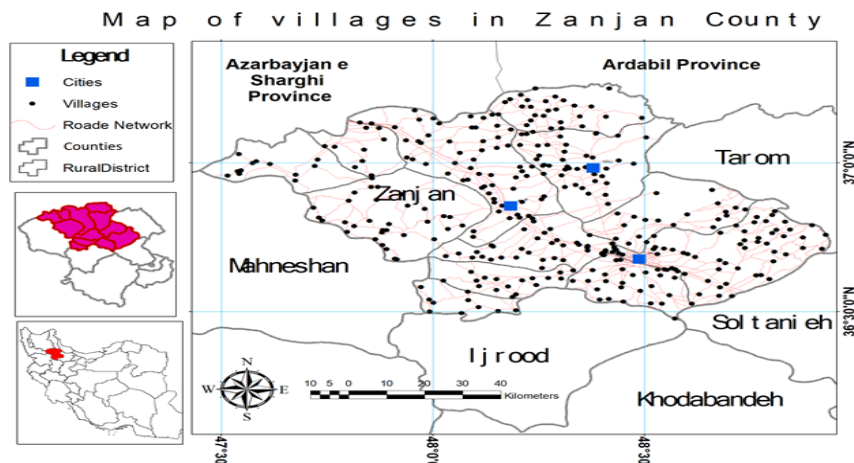 Map of villages in Zanjan County
Legend
Cities
Villages
Roade Network
Counties
RuralDistrict
Azarbayjan e
Sharghi
Province
Ardabil Province
Tarom
Zanjan
Mahneshan
Soltanieh
Ijrood
Khodabandeh
N
W E
S
10 5 0 10 20 30 40
Kilometers
37°0'0"N
36°30'0"N
47°30'
48°0'0"
48°30'